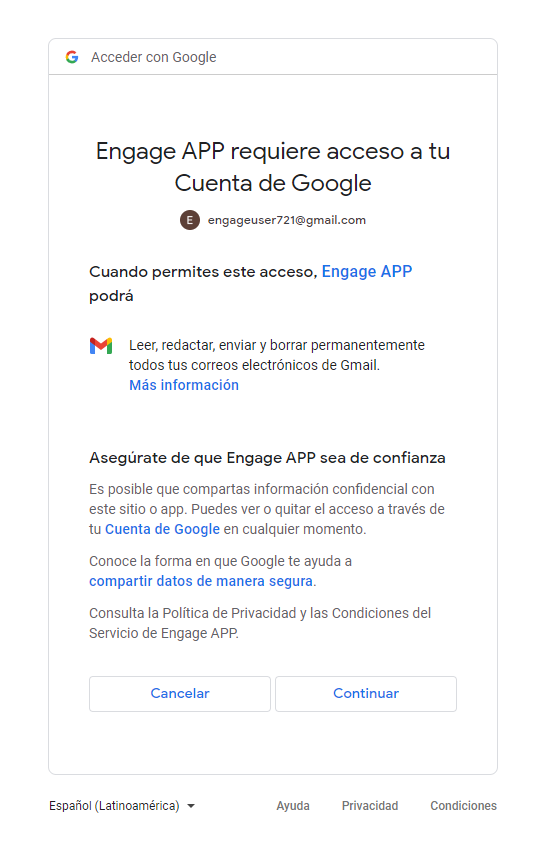 Acceder con Google
Engage APP requiere acceso a tu
Cuenta de Google
E engageuser721@gmail.com
Cuando permites este acceso, Engage APP
podrá
Leer, redactar, enviar y borrar permanentemente
todos tus correos electrónicos de Gmail.
Más información
Asegúrate de que Engage APP sea de confianza
Es posible que compartas información confidencial con
este sitio o app. Puedes ver o quitar el acceso a través de
tu Cuenta de Google en cualquier momento.
Conoce la forma en que Google te ayuda a
compartir datos de manera segura.
Consulta la Política de Privacidad y las Condiciones del
Servicio de Engage APP.
Cancelar Continuar
Español (Latinoamérica) Ayuda Privacidad Condiciones